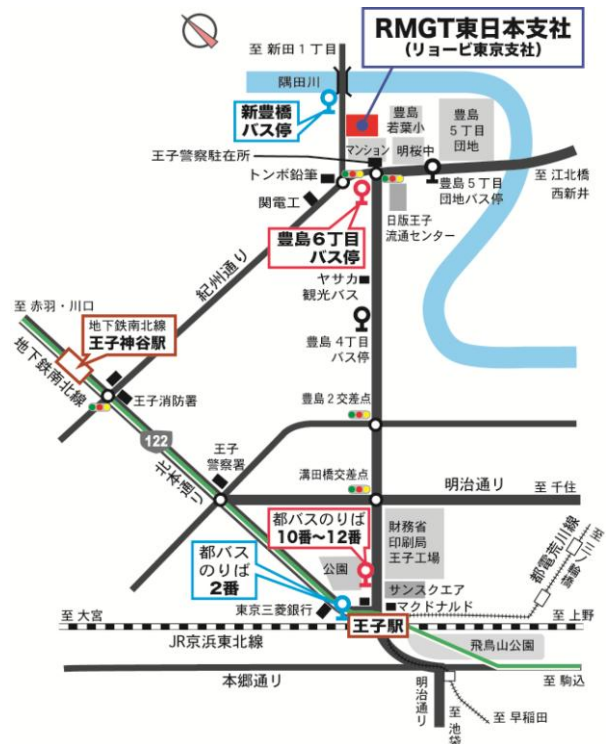 RMGT東日本支社
(リョービ東京支社)
至 新田1丁目
隅田川
新豊橋
バス停
豊島
若葉小
豊島
5丁目
団地
マンション
明桜中
王子警察駐在所
トンボ鉛筆
豊島5丁目
団地バス停
至 江北橋
西新井
関電工
豊島6丁目
バス停
日版王子
流通センター
紀州通り
ヤサカ
観光バス
至 赤羽・川口
地下鉄南北線
王子神谷駅
豊島 4丁目
バス停
地下鉄南北線
王子消防署
豊島2交差点
122
北本通り
王子
警察署
溝田橋交差点
明治通り
至 千住
都バスのりば
10番〜12番
財務省
印刷局
王子工場
都電荒川線
至 三ノ輪橋
都バス
のりば
2番
公園
サンスクエア
東京三菱銀行
マクドナルド
至 大宮
王子駅
至 上野
JR京浜東北線
飛鳥山公園
本郷通り
至 駒込
明治通り
至 池袋
至 早稲田